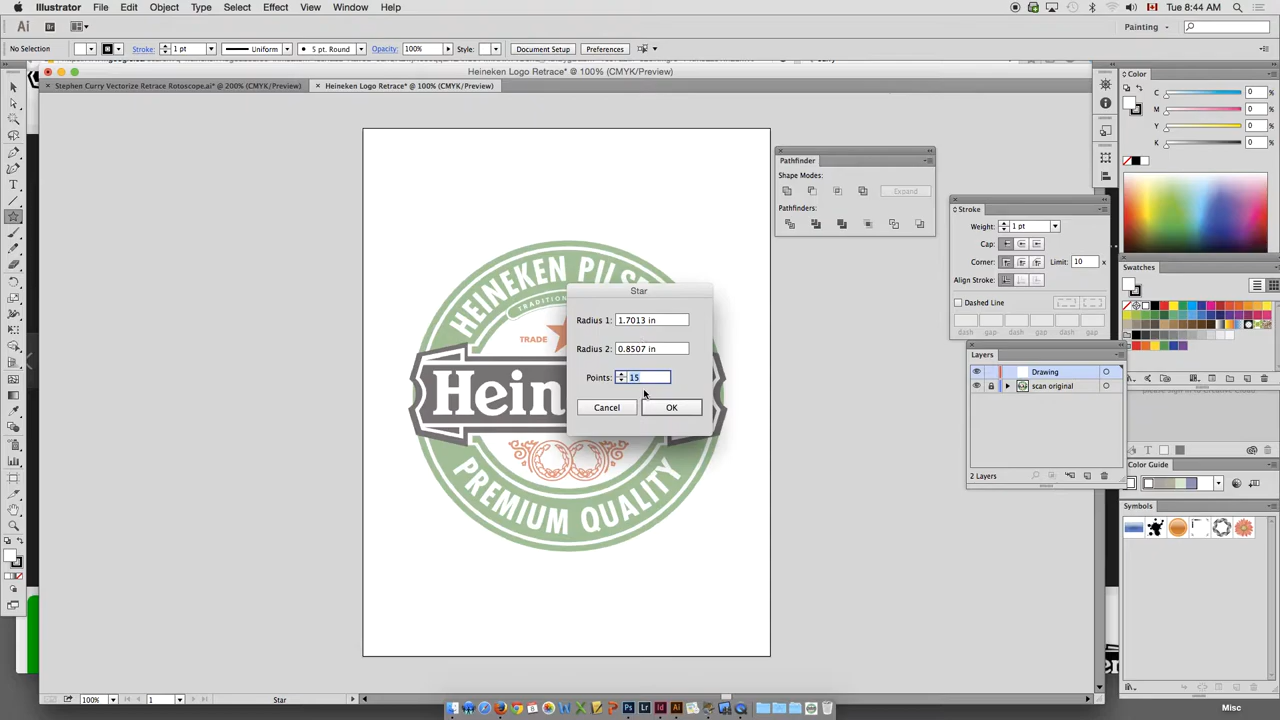 Illustrator File Edit Object Type Select Effect View Window Help
Tue 8:44 AM
Ai Br Painting
No Selection Stroke: 1 pt Uniform 5 pt. Round Opacity: 100% Style: Document Setup Preferences
Heineken Logo Retrace* @ 100% (CMYK/Preview)
Stephen Curry Vectorize Retrace Rotoscope.ai* @ 200% (CMYK/Preview)
Heineken Logo Retrace* @ 100% (CMYK/Preview)
Color
C 0 %
M 0 %
Y 0 %
K 0 %
Pathfinder
Shape Modes:
Expand
Pathfinders:
Stroke
Weight: 1 pt
Cap:
Corner: Limit: 10 x
Align Stroke:
Dashed Line
dash gap dash gap dash gap
Swatches
Layers
Drawing
scan original
2 Layers
Color Guide
Symbols
HEINEKEN PILS
TRADITION
TRADE
Hein
PREMIUM QUALITY
Star
Radius 1: 1.7013 in
Radius 2: 0.8507 in
Points: 15
Cancel OK
100% 1 Star
Misc